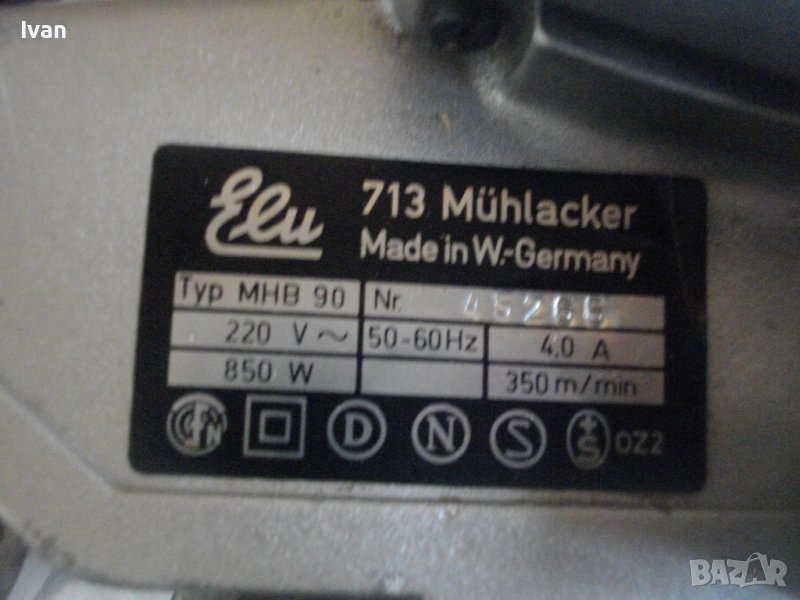 Ivan
Elu
713 Mühlacker
Made in W.-Germany
Typ MHB 90 Nr. 45266
220 V ~ 50-60Hz 4,0 A
850 W 350 m/min
D N S +S OZ2
BAZAR